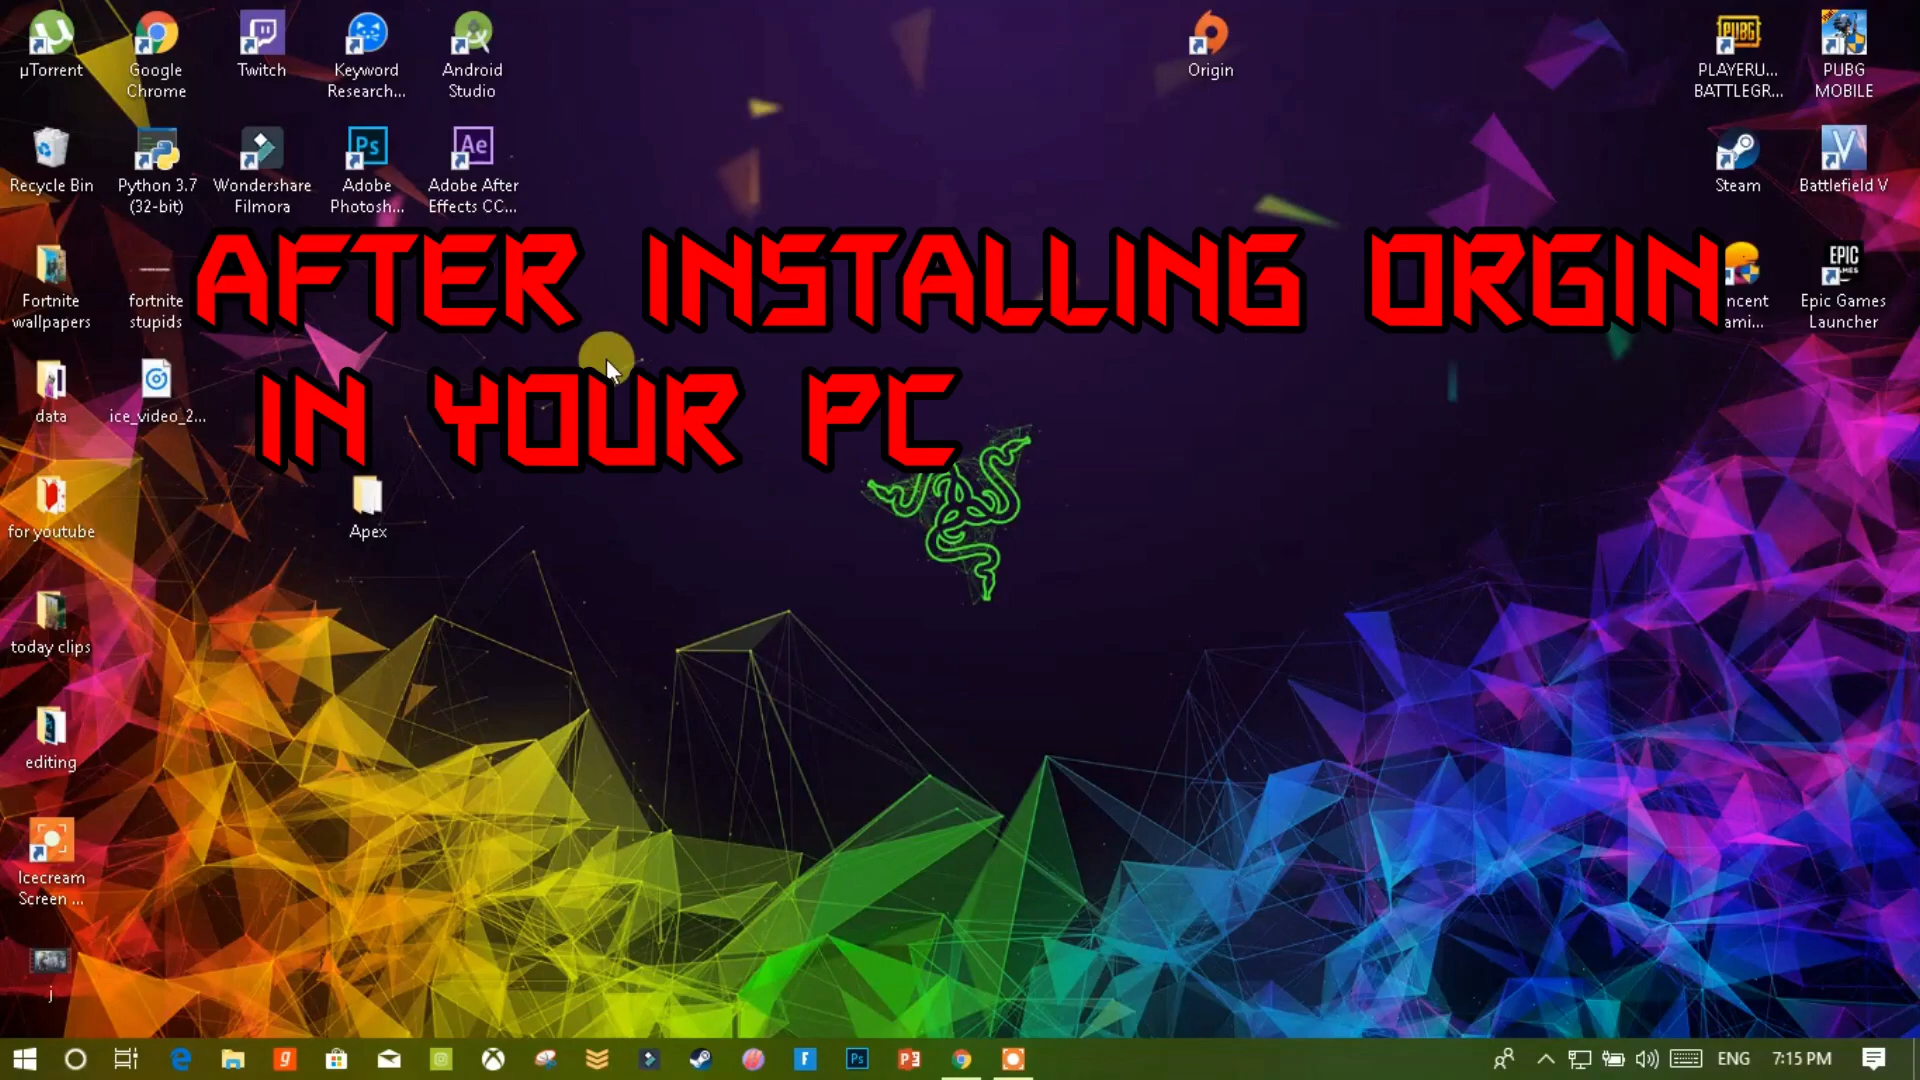 µTorrent
Google
Chrome
Twitch
Keyword
Research...
Android
Studio
Origin
PLAYERU...
BATTLEGR...
PUBG
MOBILE
Recycle Bin
Python 3.7
(32-bit)
Wondershare
Filmora
Adobe
Photosh...
Adobe After
Effects CC...
Steam
Battlefield V
AFTER INSTALLING ORGIN
IN YOUR PC
Fortnite
wallpapers
fortnite
stupids
ncent
ami...
Epic Games
Launcher
data
ice_video_2...
for youtube
Apex
today clips
editing
Icecream
Screen ...
j
ENG
7:15 PM